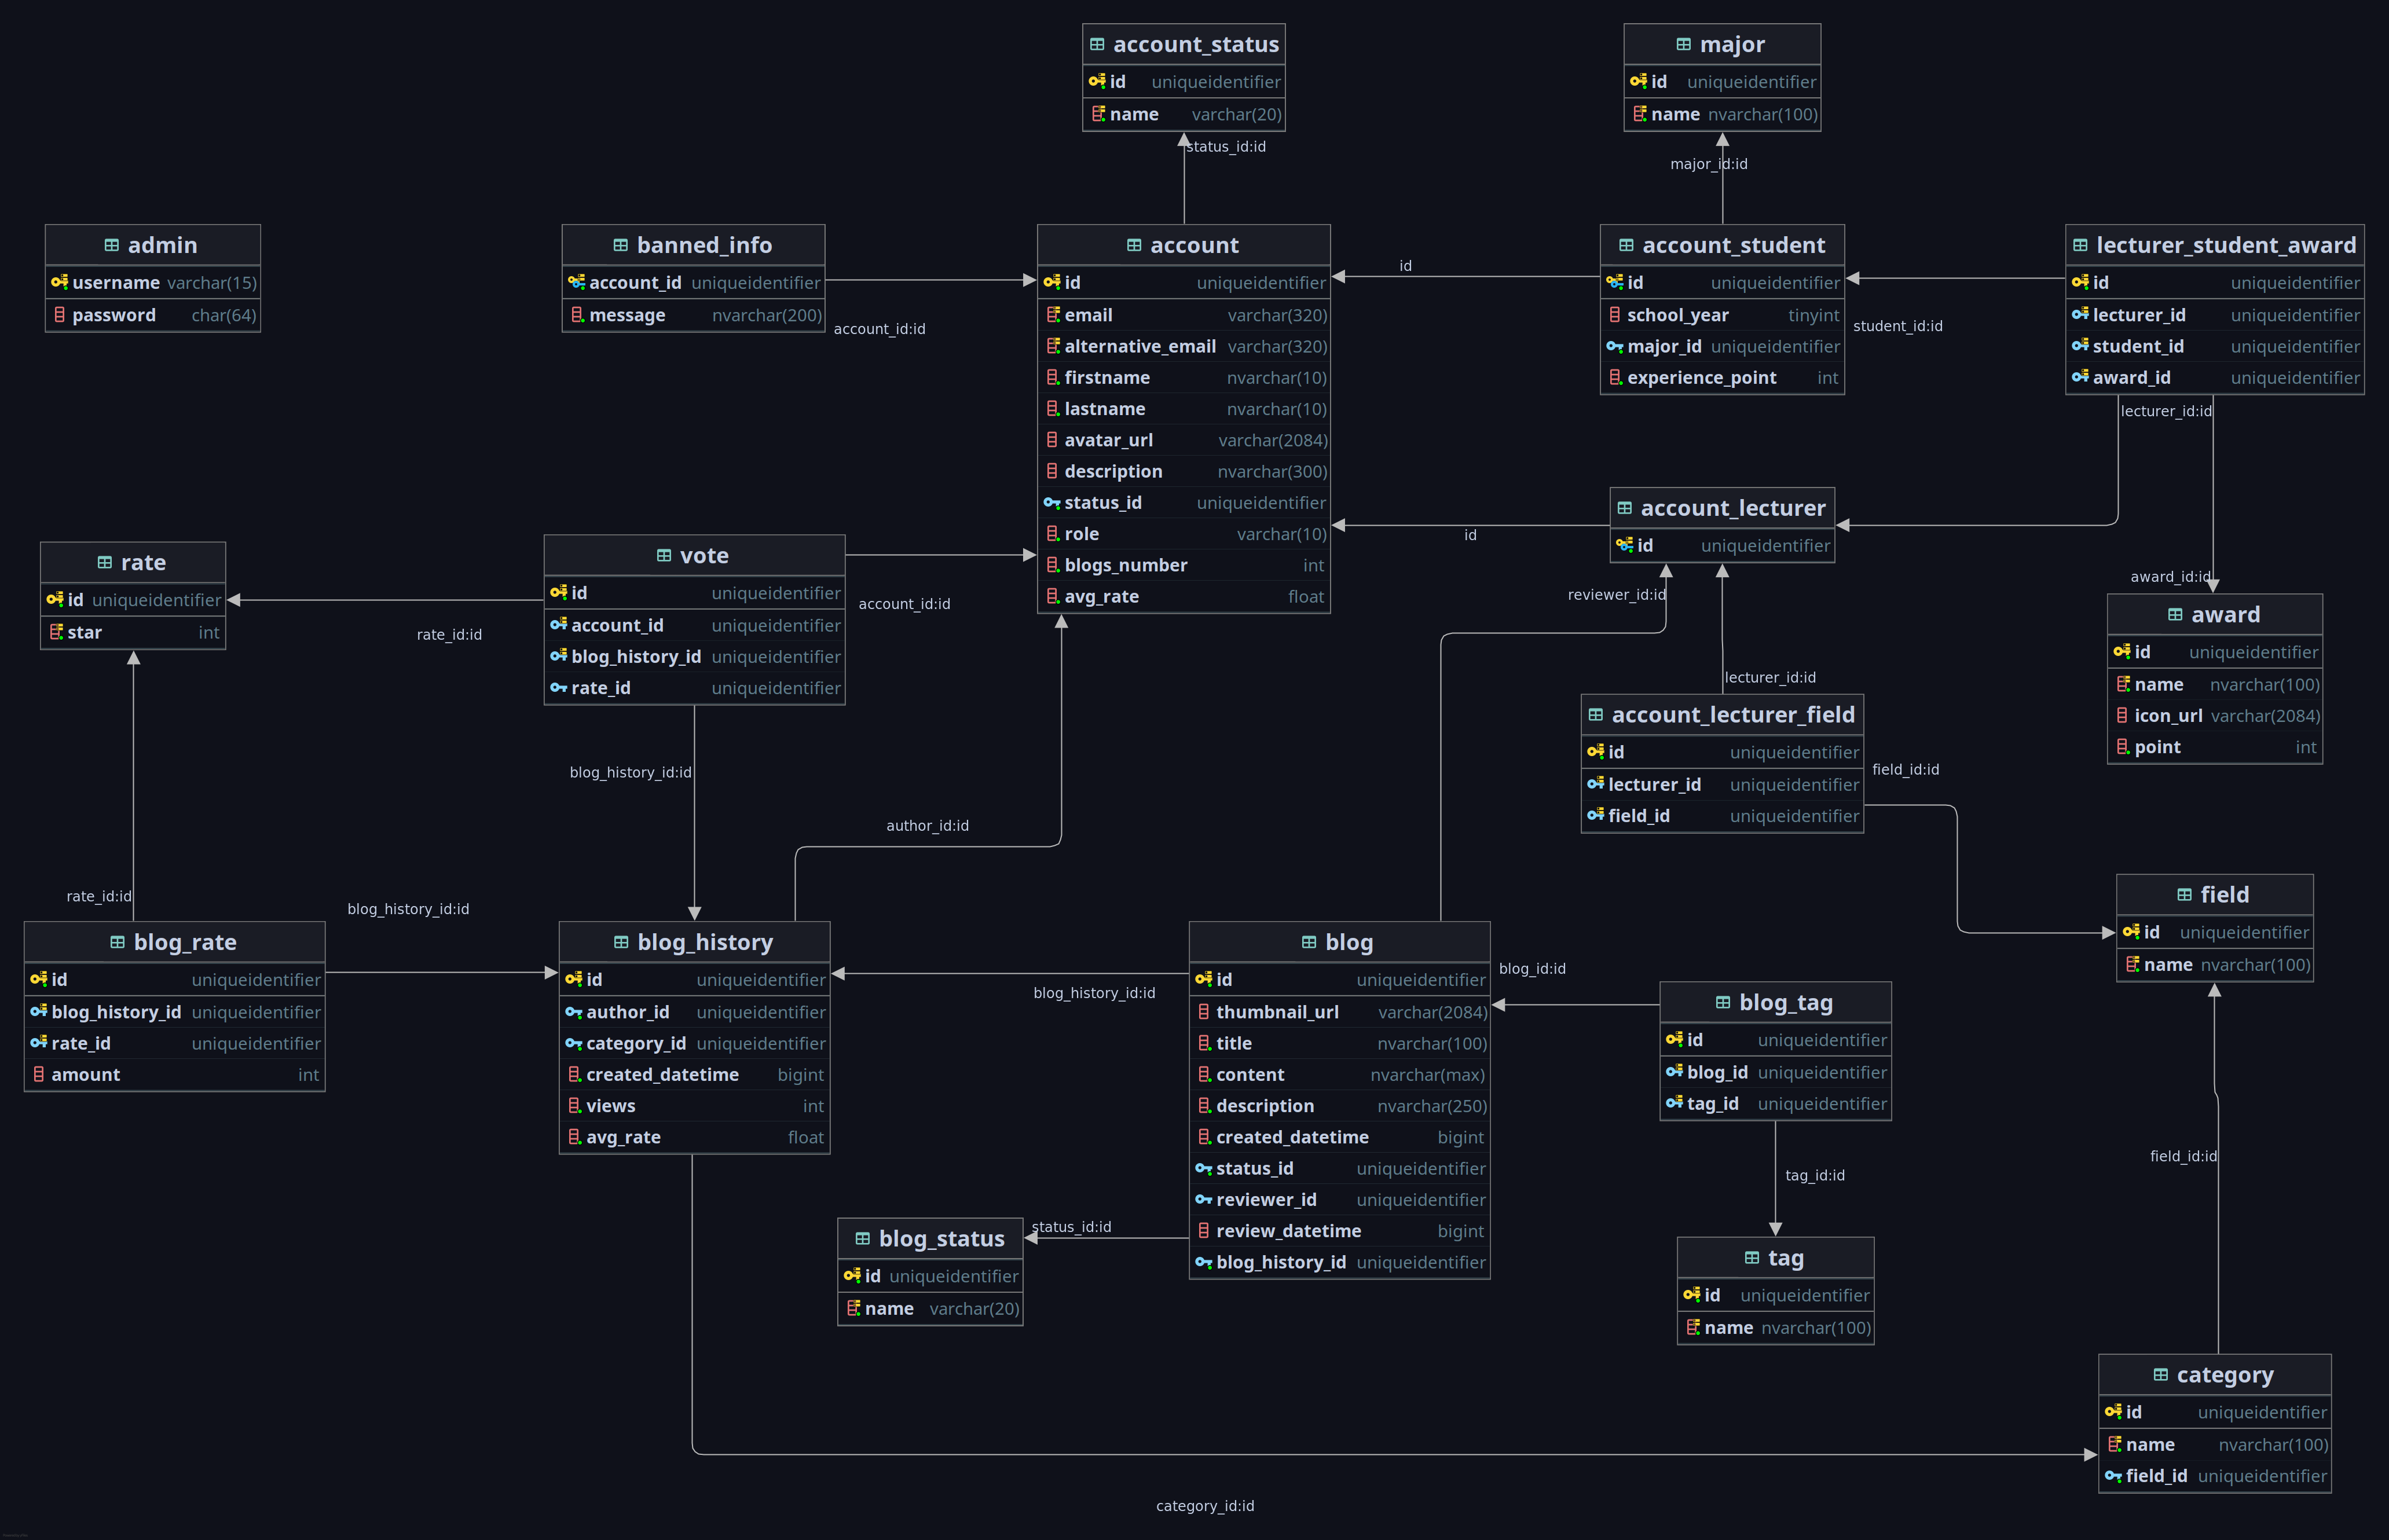 account_status
id uniqueidentifier
name varchar(20)
status_id:id
major
id uniqueidentifier
name nvarchar(100)
major_id:id
admin
username varchar(15)
password char(64)
banned_info
account_id uniqueidentifier
message nvarchar(200)
account_id:id
account
id uniqueidentifier
email varchar(320)
alternative_email varchar(320)
firstname nvarchar(10)
lastname nvarchar(10)
avatar_url varchar(2084)
description nvarchar(300)
status_id uniqueidentifier
role varchar(10)
blogs_number int
avg_rate float
id
account_student
id uniqueidentifier
school_year tinyint
major_id uniqueidentifier
experience_point int
student_id:id
lecturer_student_award
id uniqueidentifier
lecturer_id uniqueidentifier
student_id uniqueidentifier
award_id uniqueidentifier
lecturer_id:id
award_id:id
id
account_lecturer
id uniqueidentifier
reviewer_id:id
lecturer_id:id
rate
id uniqueidentifier
star int
rate_id:id
vote
id uniqueidentifier
account_id uniqueidentifier
blog_history_id uniqueidentifier
rate_id uniqueidentifier
account_id:id
blog_history_id:id
author_id:id
award
id uniqueidentifier
name nvarchar(100)
icon_url varchar(2084)
point int
account_lecturer_field
id uniqueidentifier
lecturer_id uniqueidentifier
field_id uniqueidentifier
field_id:id
field
id uniqueidentifier
name nvarchar(100)
rate_id:id
blog_history_id:id
blog_rate
id uniqueidentifier
blog_history_id uniqueidentifier
rate_id uniqueidentifier
amount int
blog_history
id uniqueidentifier
author_id uniqueidentifier
category_id uniqueidentifier
created_datetime bigint
views int
avg_rate float
blog_history_id:id
blog
id uniqueidentifier
thumbnail_url varchar(2084)
title nvarchar(100)
content nvarchar(max)
description nvarchar(250)
created_datetime bigint
status_id uniqueidentifier
reviewer_id uniqueidentifier
review_datetime bigint
blog_history_id uniqueidentifier
blog_id:id
blog_tag
id uniqueidentifier
blog_id uniqueidentifier
tag_id uniqueidentifier
tag_id:id
field_id:id
status_id:id
blog_status
id uniqueidentifier
name varchar(20)
tag
id uniqueidentifier
name nvarchar(100)
category
id uniqueidentifier
name nvarchar(100)
field_id uniqueidentifier
category_id:id